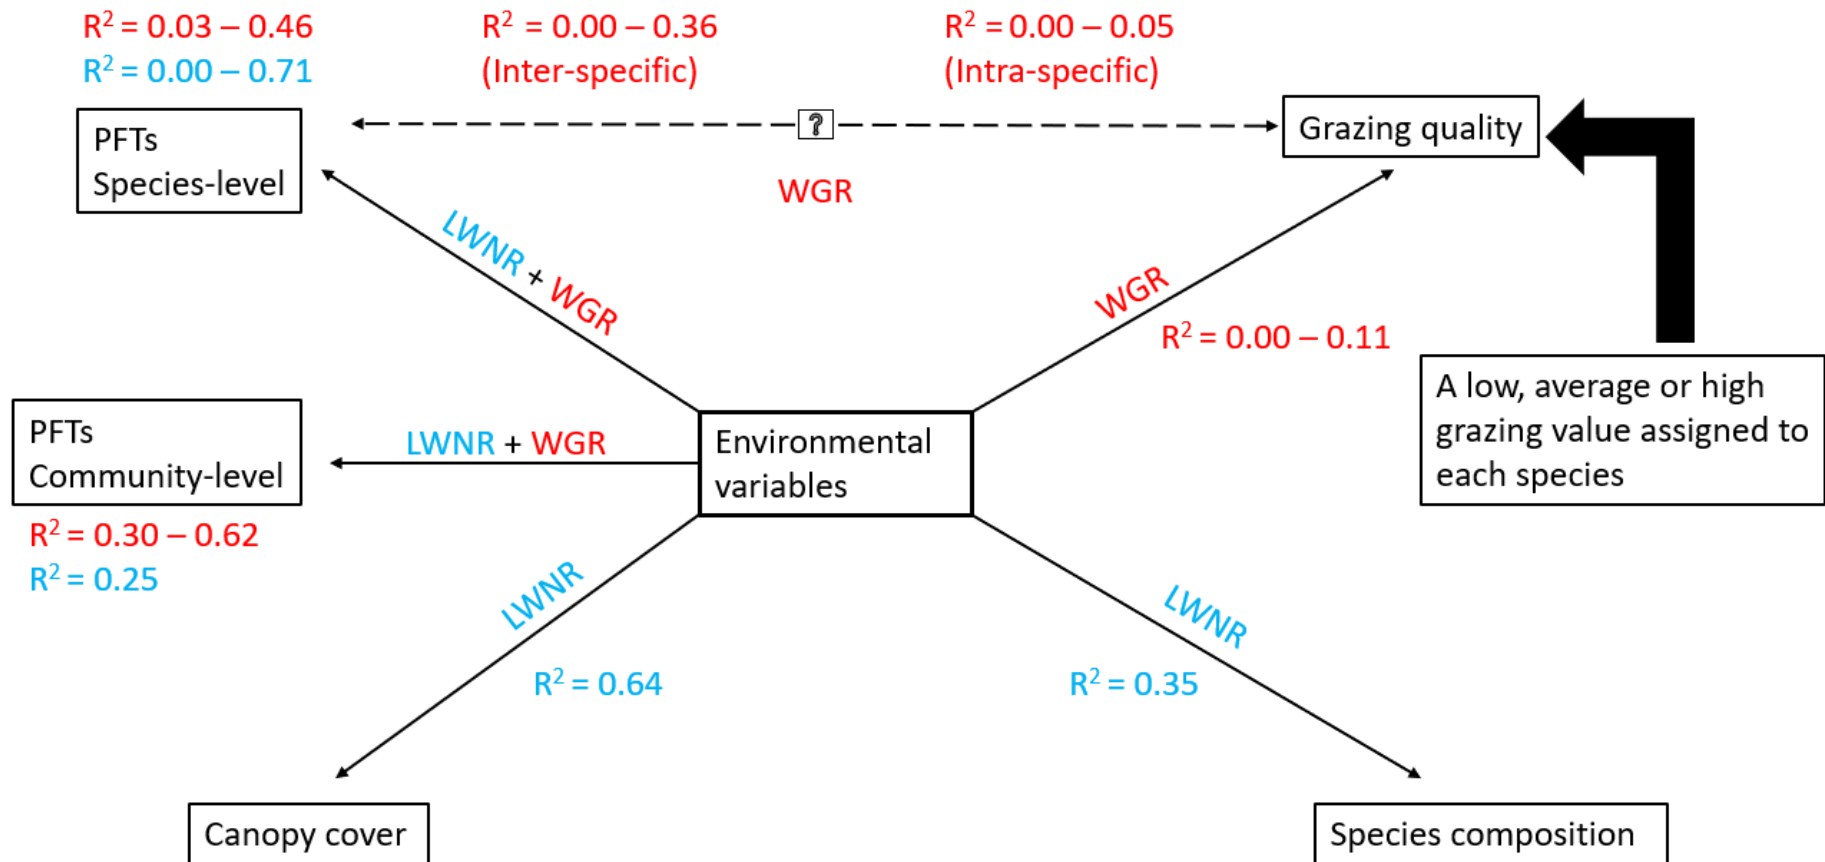 R² = 0.03 – 0.46
R² = 0.00 – 0.71
R² = 0.00 – 0.36
(Inter-specific)
R² = 0.00 – 0.05
(Intra-specific)
PFTs
Species-level
?
Grazing quality
WGR
LWNR + WGR
WGR
R² = 0.00 – 0.11
A low, average or high
grazing value assigned to
each species
PFTs
Community-level
LWNR + WGR
Environmental
variables
R² = 0.30 – 0.62
R² = 0.25
LWNR
R² = 0.64
LWNR
R² = 0.35
Canopy cover
Species composition